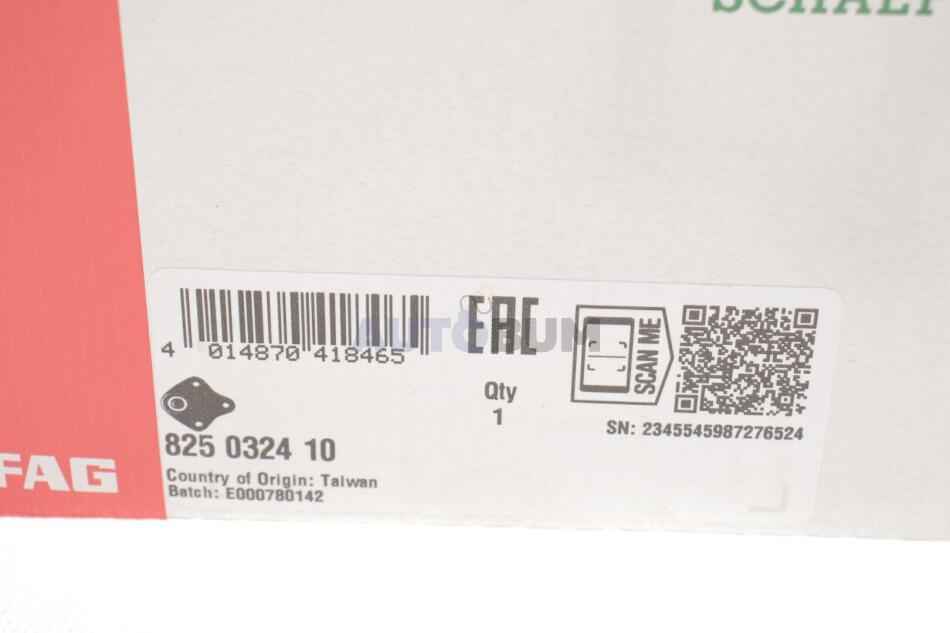 SCHAEF
4 014870 418465
EAC
AUTOBUM
SCAN ME
Qty
1
SN: 2345545987276524
825 0324 10
Country of Origin: Taiwan
Batch: E000780142
FAG